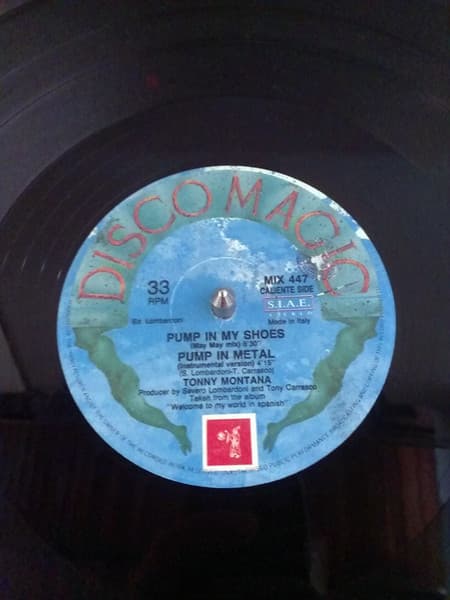 DISCOMAGIC
33
RPM
MIX 447
CALIENTE SIDE
S.I.A.E.
STEREO
Made in Italy
PUMP IN MY SHOES
(May May mix) 6'30"
PUMP IN METAL
(Instrumental version) 4'15"
(S. Lombardoni-T. Carrasco)
TONNY MONTANA
Producer by Severo Lombardoni and Tony Carrasco
Taken from the album
"Welcome to my world in spanish"